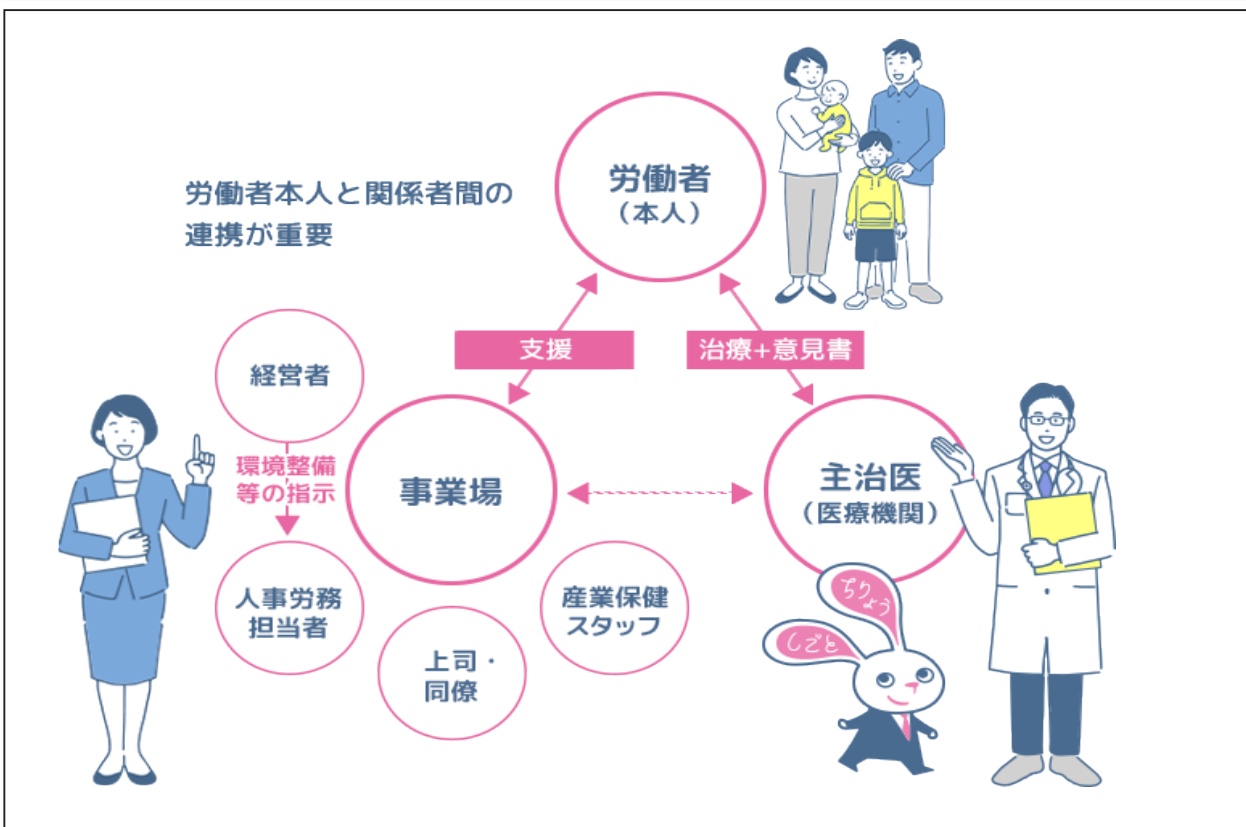 労働者
（本人）
労働者本人と関係者間の
連携が重要
支援
治療+意見書
経営者
環境整備
等の指示
事業場
主治医
（医療機関）
人事労務
担当者
産業保健
スタッフ
上司・
同僚
ちりょう
しごと